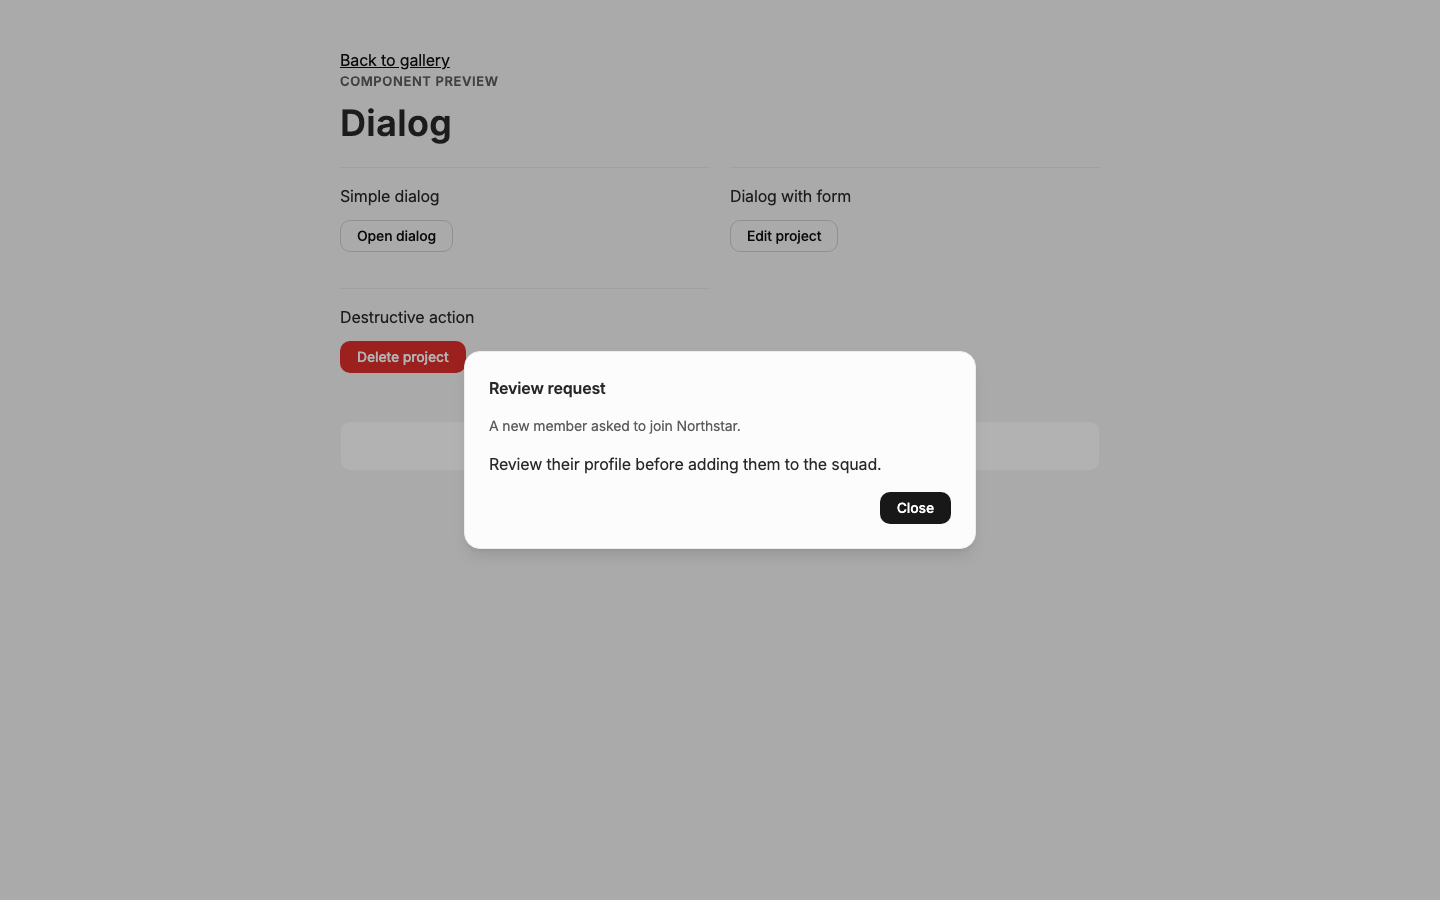 Back to gallery
COMPONENT PREVIEW
Dialog
Simple dialog
Open dialog
Dialog with form
Edit project
Destructive action
Delete project
Review request
A new member asked to join Northstar.
Review their profile before adding them to the squad.
Close